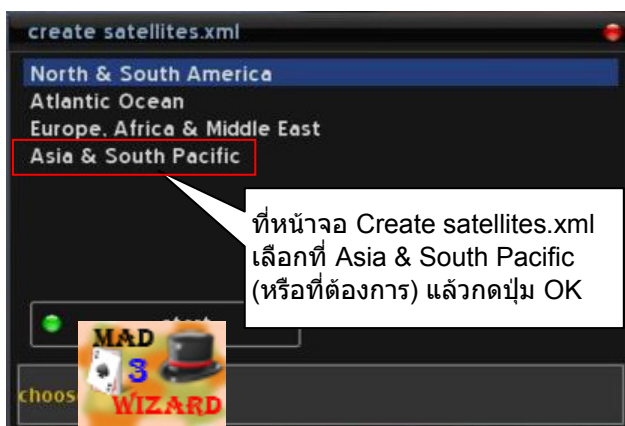 create satellites.xml
North & South America
Atlantic Ocean
Europe, Africa & Middle East
Asia & South Pacific
ที่หน้าจอ Create satellites.xml
เลือกที่ Asia & South Pacific
(หรือที่ต้องการ) แล้วกดปุ่ม OK
MAD
3
WIZARD